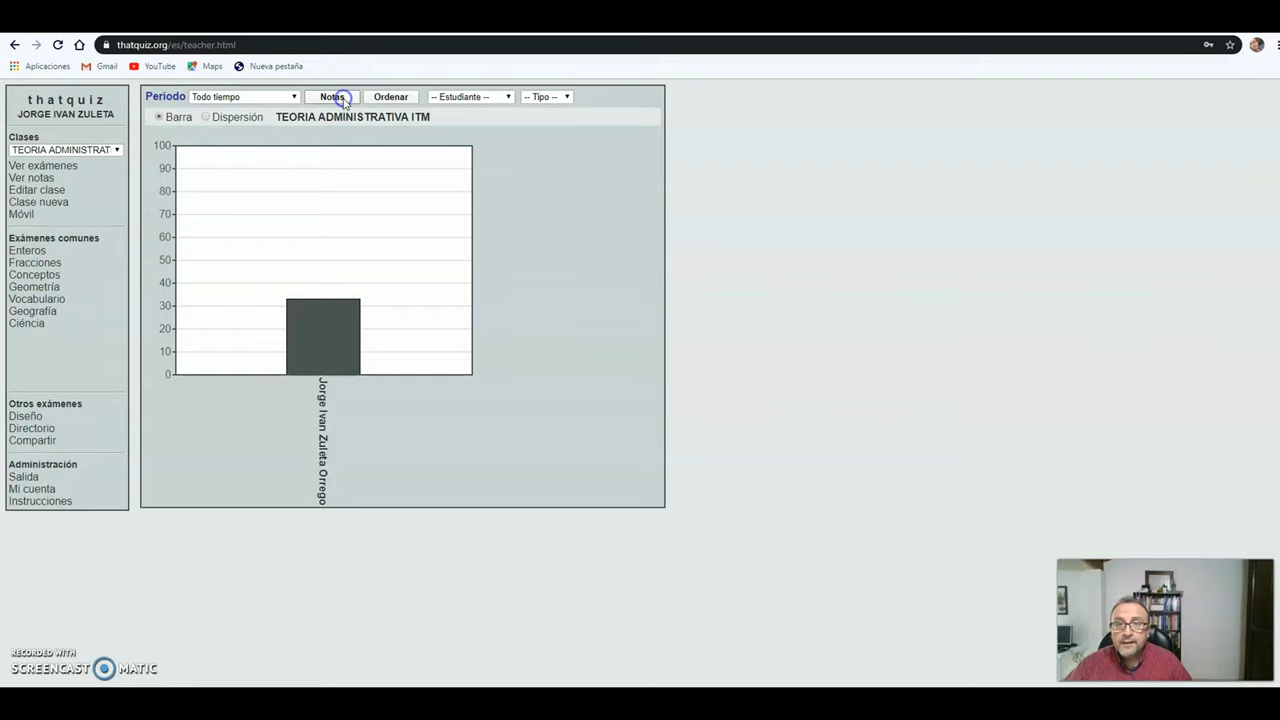 thatquiz.org/es/teacher.html
Aplicaciones Gmail YouTube Maps Nueva pestaña
thatquiz
JORGE IVAN ZULETA
Clases
TEORIA ADMINISTRAT
Ver exámenes
Ver notas
Editar clase
Clase nueva
Móvil
Exámenes comunes
Enteros
Fracciones
Conceptos
Geometría
Vocabulario
Geografía
Ciéncia
Otros exámenes
Diseño
Directorio
Compartir
Administración
Salida
Mi cuenta
Instrucciones
Periodo Todo tiempo Notas Ordenar -- Estudiante -- -- Tipo --
Barra Dispersión TEORIA ADMINISTRATIVA ITM
100
90
80
70
60
50
40
30
20
10
0
Jorge Ivan Zuleta Orrego
RECORDED WITH
SCREENCAST MATIC